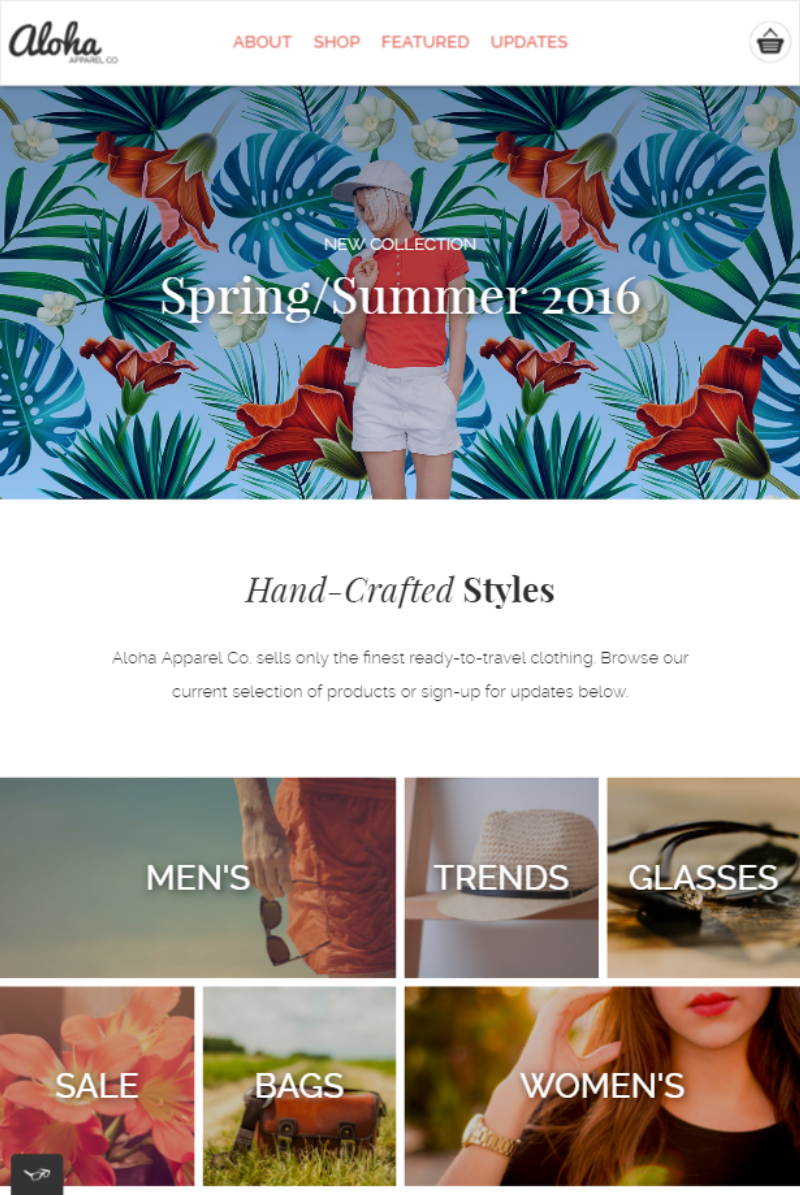 Aloha
APPAREL CO
ABOUT SHOP FEATURED UPDATES
NEW COLLECTION
Spring/Summer 2016
Hand-Crafted Styles
Aloha Apparel Co. sells only the finest ready-to-travel clothing. Browse our
current selection of products or sign-up for updates below.
MEN'S TRENDS GLASSES
SALE BAGS WOMEN'S